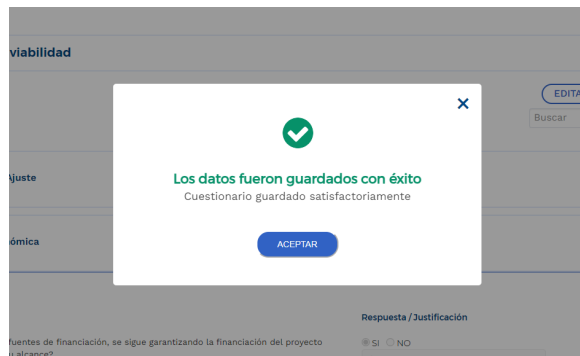 viabilidad
EDITA
Buscar
Los datos fueron guardados con éxito
Cuestionario guardado satisfactoriamente
Ajuste
ACEPTAR
ómica
Respuesta / Justificación
fuentes de financiación, se sigue garantizando la financiación del proyecto
SI NO
u alcance?